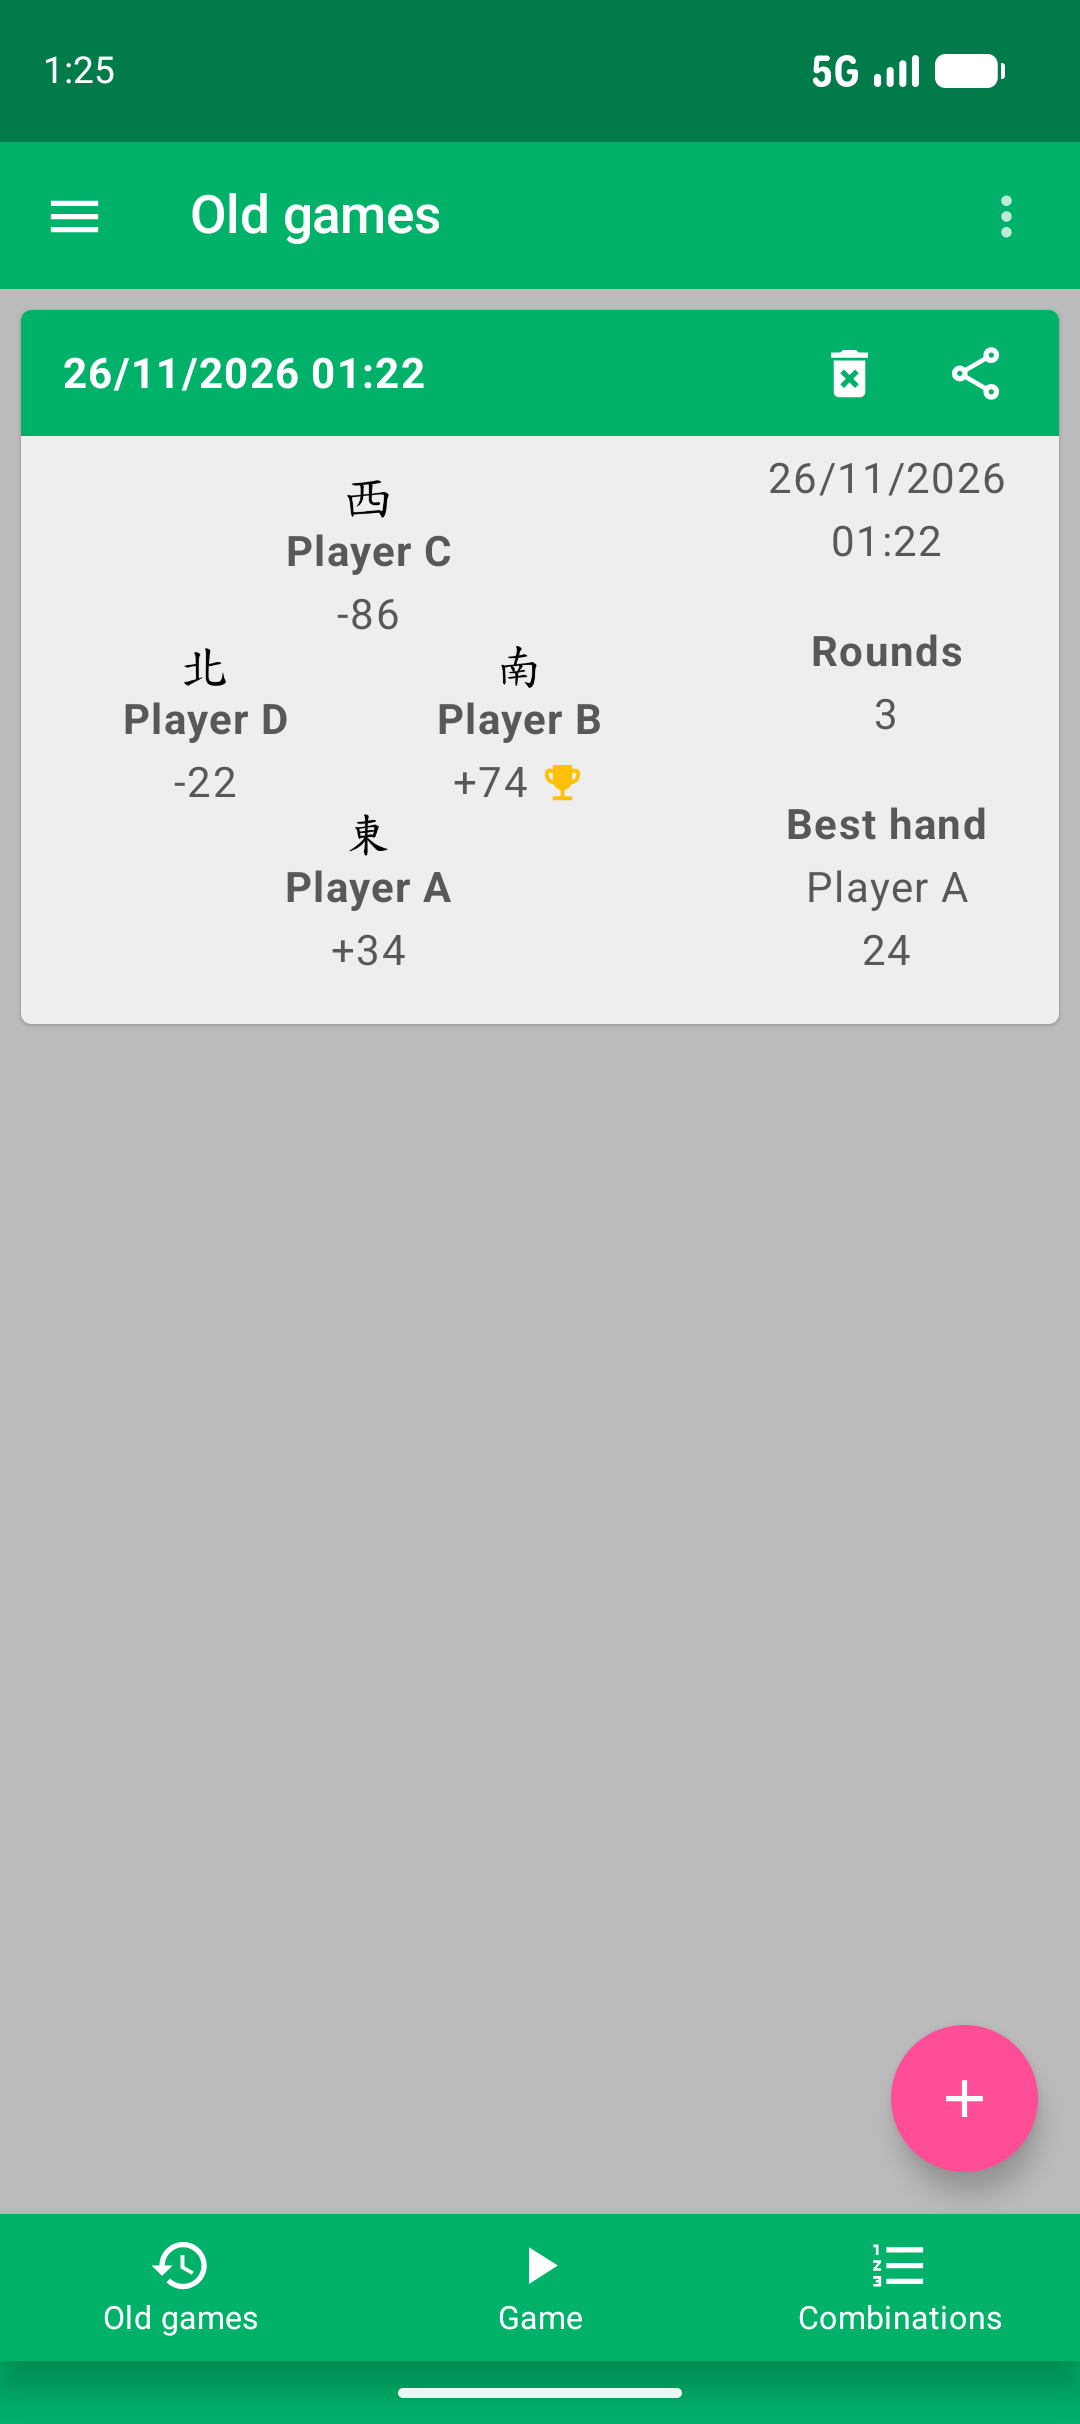 1:25
5G
Old games
26/11/2026 01:22
西
Player C
-86
北
Player D
-22
南
Player B
+74
東
Player A
+34
26/11/2026
01:22
Rounds
3
Best hand
Player A
24
Old games
Game
Combinations